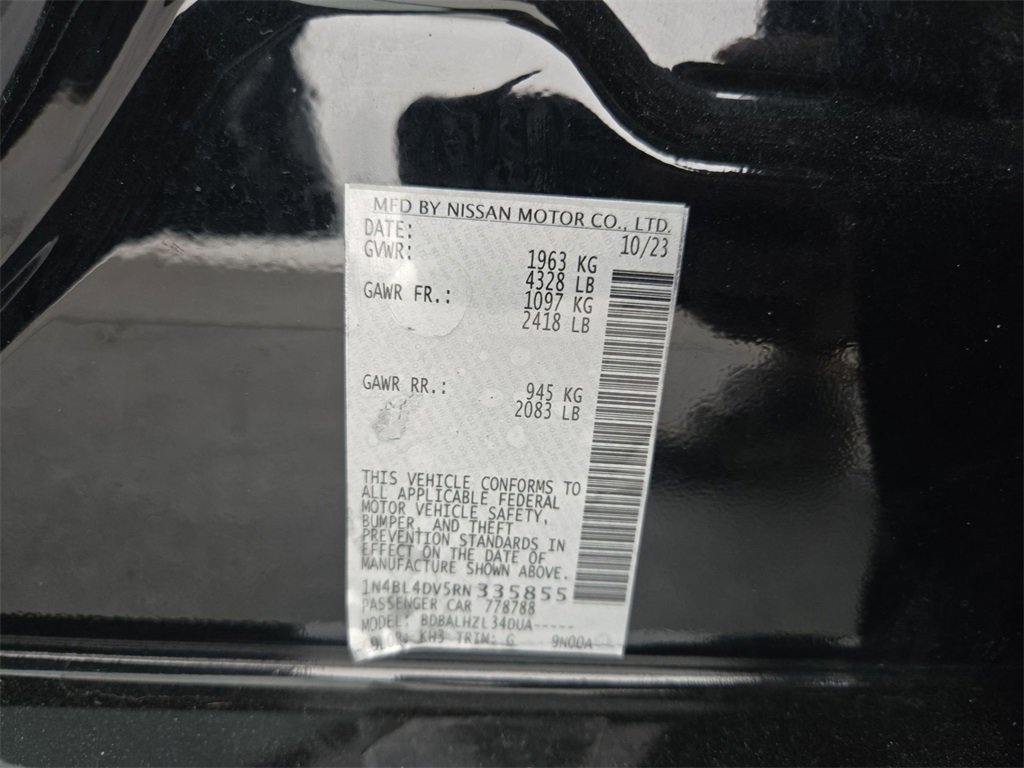 MFD BY NISSAN MOTOR CO., LTD.
DATE: 10/23
GVWR: 1963 KG
4328 LB
GAWR FR.: 1097 KG
2418 LB
GAWR RR.: 945 KG
2083 LB
THIS VEHICLE CONFORMS TO
ALL APPLICABLE FEDERAL
MOTOR VEHICLE SAFETY,
BUMPER, AND THEFT
PREVENTION STANDARDS IN
EFFECT ON THE DATE OF
MANUFACTURE SHOWN ABOVE.
1N4BL4DV5RN335855
PASSENGER CAR 778788
MODEL: BDBALHZL34DUA-----
KH3 TRIM: G 9N0DA